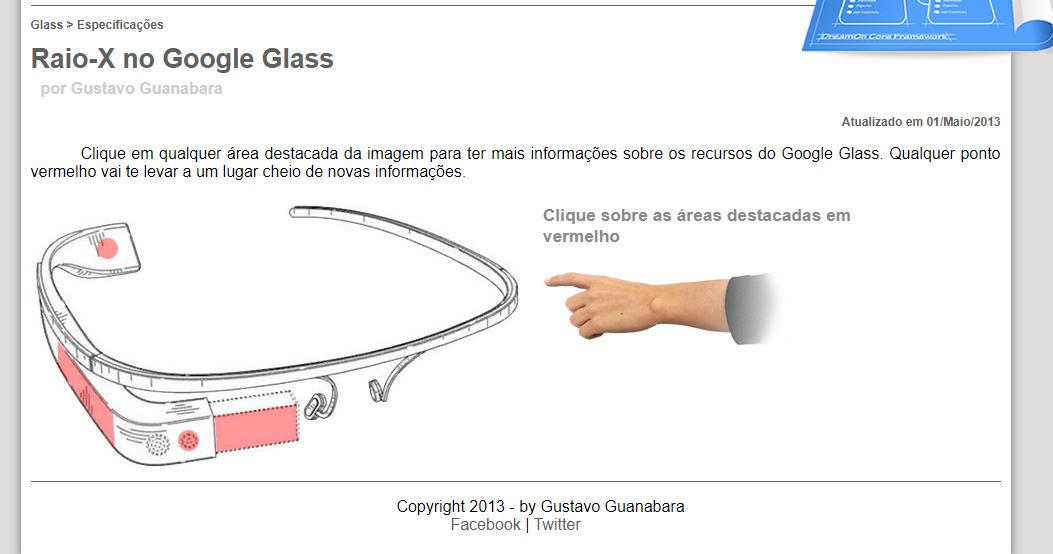 DreamOn Core Framework
Glass > Especificações
Raio-X no Google Glass
por Gustavo Guanabara
Atualizado em 01/Maio/2013
Clique em qualquer área destacada da imagem para ter mais informações sobre os recursos do Google Glass. Qualquer ponto
vermelho vai te levar a um lugar cheio de novas informações.
Clique sobre as áreas destacadas em
vermelho
Copyright 2013 - by Gustavo Guanabara
Facebook | Twitter